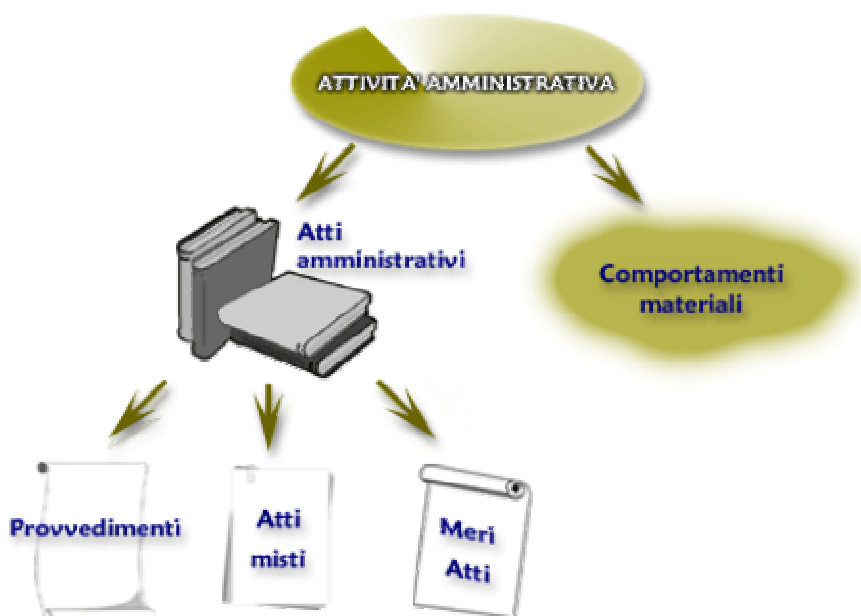 ATTIVITA' AMMINISTRATIVA
Atti
amministrativi
Comportamenti
materiali
Provvedimenti
Atti
misti
Meri
Atti